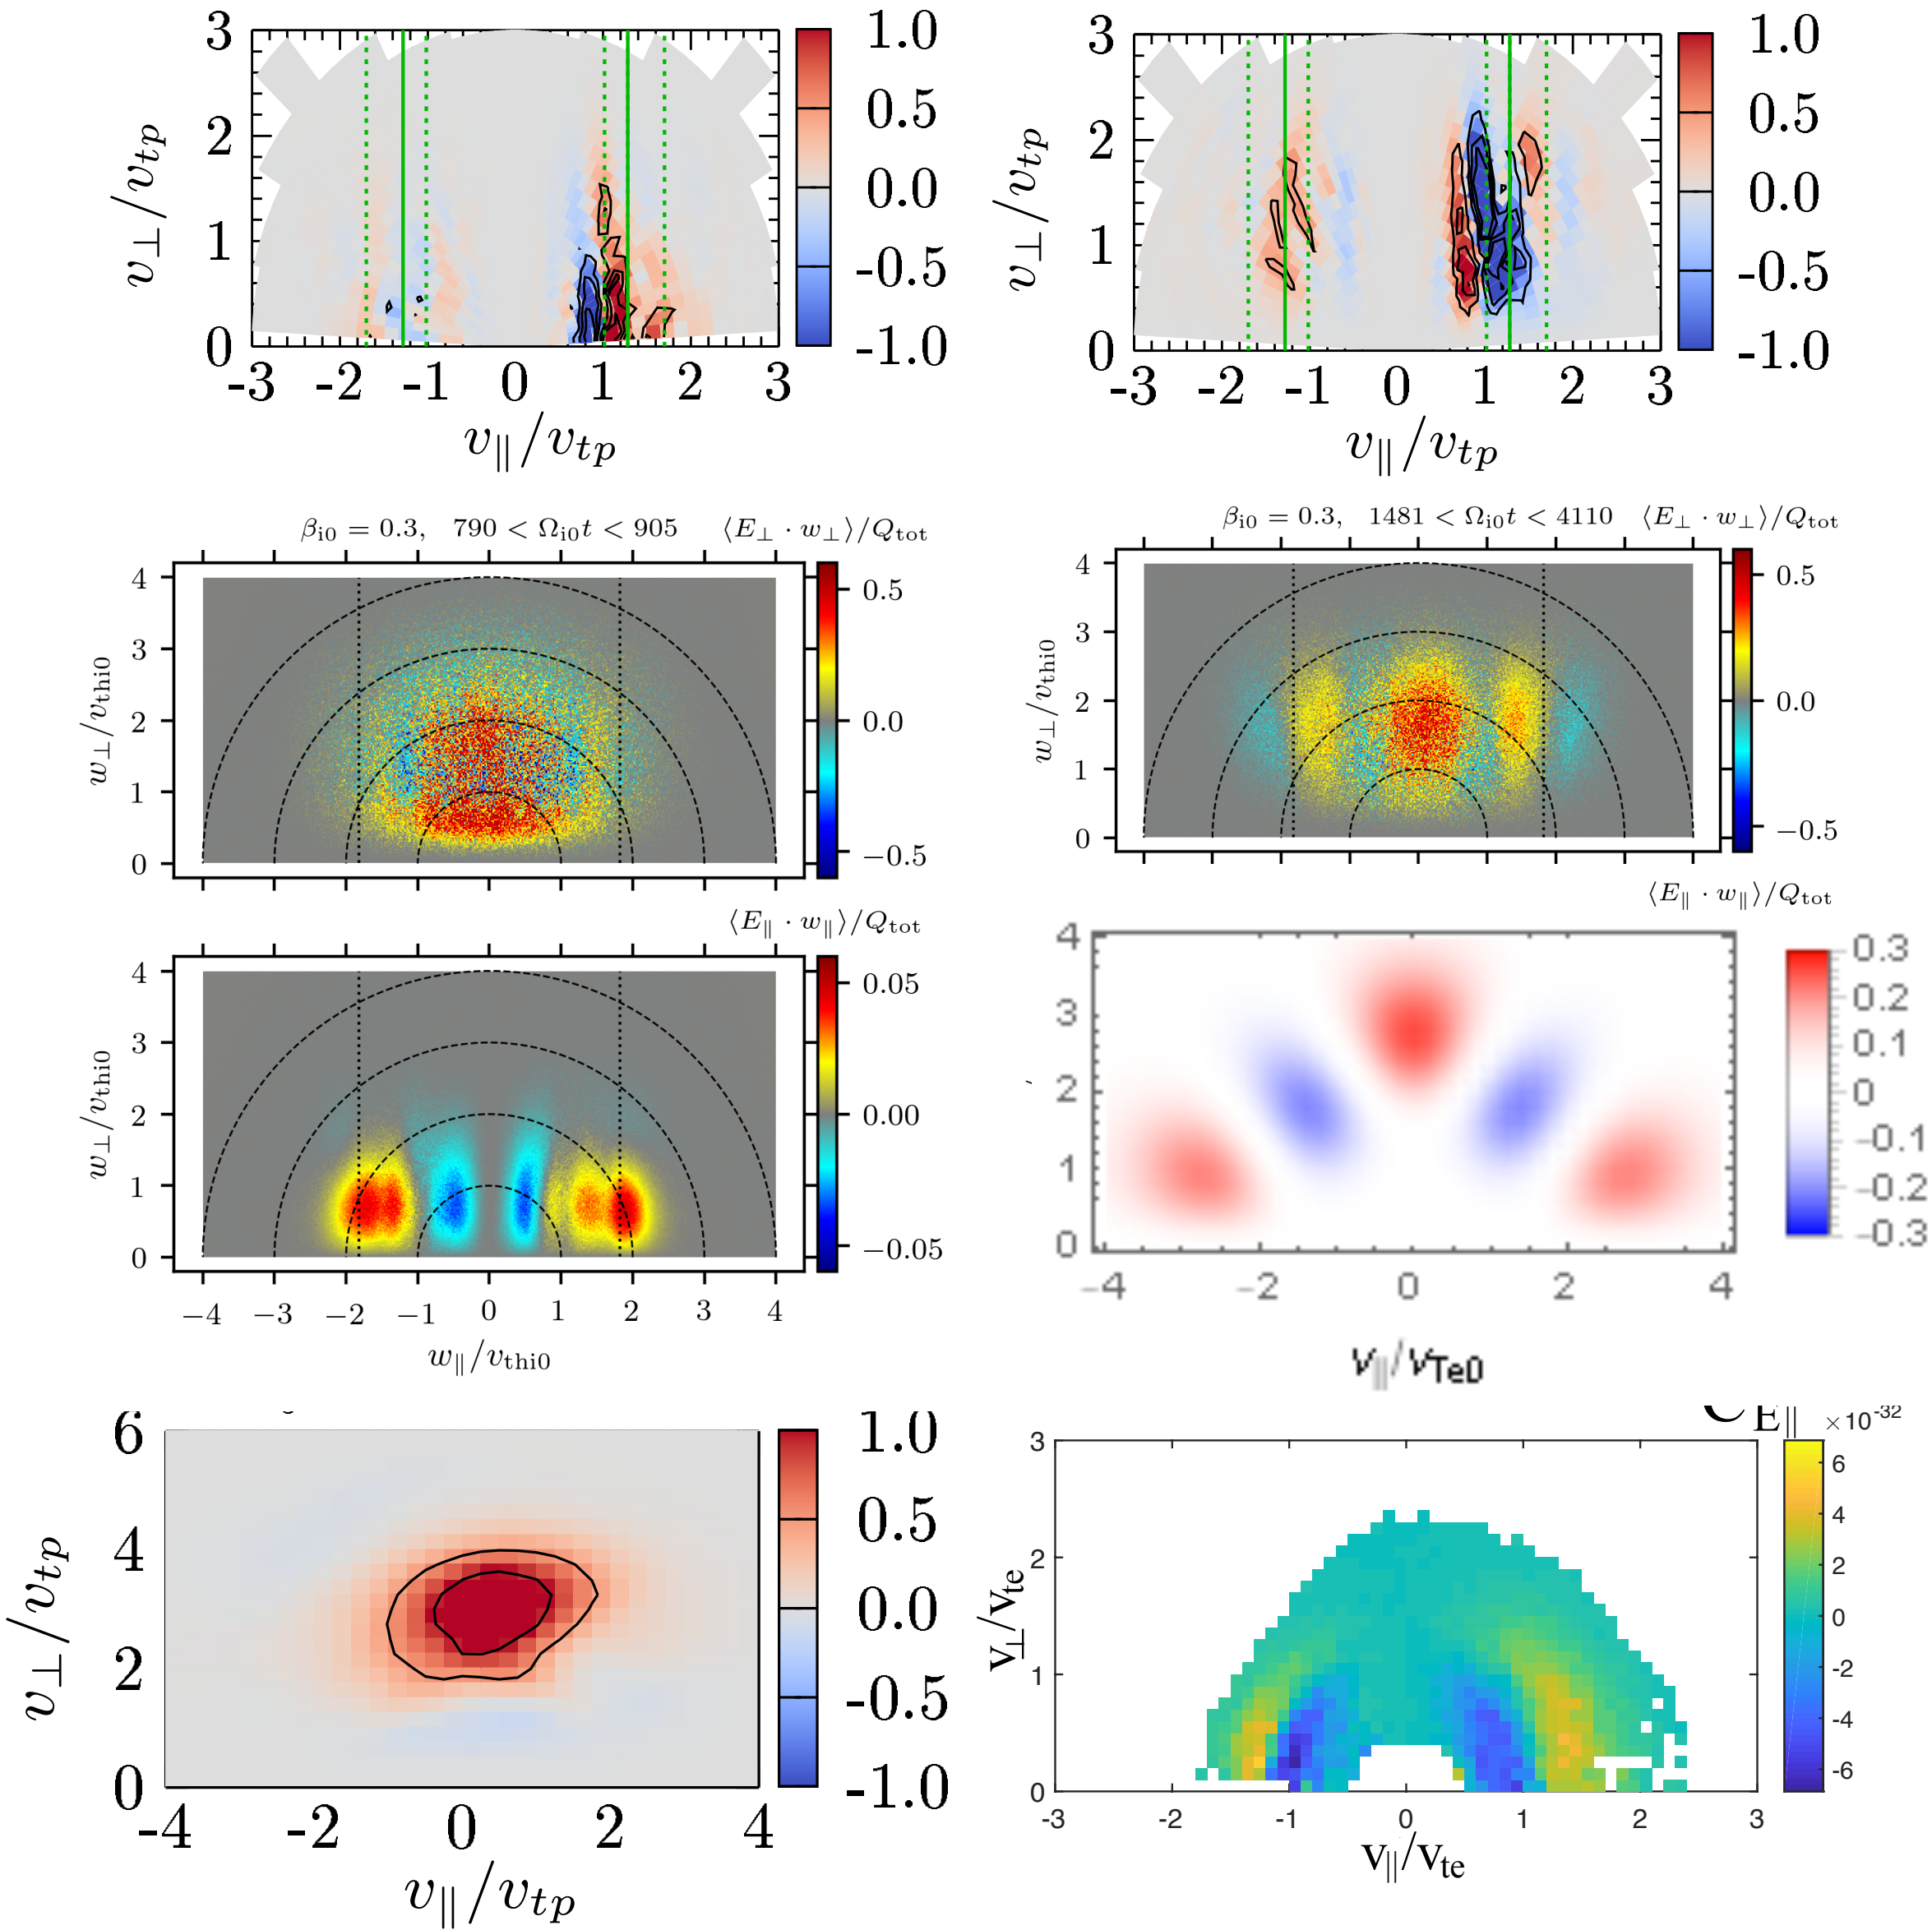 3 1.0
2 0.5
1 0.0
0 -0.5
-1.0
-3 -2 -1 0 1 2 3
v⊥/vtp
v∥/vtp
3 1.0
2 0.5
1 0.0
0 -0.5
-1.0
-3 -2 -1 0 1 2 3
v⊥/vtp
v∥/vtp
βi0 = 0.3, 790 < Ωi0t < 905 ⟨E⊥ · w⊥⟩/Qtot
4
3
2
1
0
0.5
0.0
−0.5
w⊥/vthi0
βi0 = 0.3, 1481 < Ωi0t < 4110 ⟨E⊥ · w⊥⟩/Qtot
4
3
2
1
0
0.5
0.0
−0.5
w⊥/vthi0
⟨E∥ · w∥⟩/Qtot
4
3
2
1
0
0.05
0.00
−0.05
w⊥/vthi0
−4 −3 −2 −1 0 1 2 3 4
w∥/vthi0
⟨E∥ · w∥⟩/Qtot
4
3
2
1
0
0.3
0.2
0.1
0
−0.1
−0.2
−0.3
−4 −2 0 2 4
v∥/vTe0
6
4
2
0
1.0
0.5
0.0
-0.5
-1.0
v⊥/vtp
-4 -2 0 2 4
v∥/vtp
CE∥ ×10-32
3
2
1
0
6
4
2
0
-2
-4
-6
v⊥/vte
-3 -2 -1 0 1 2 3
v∥/vte